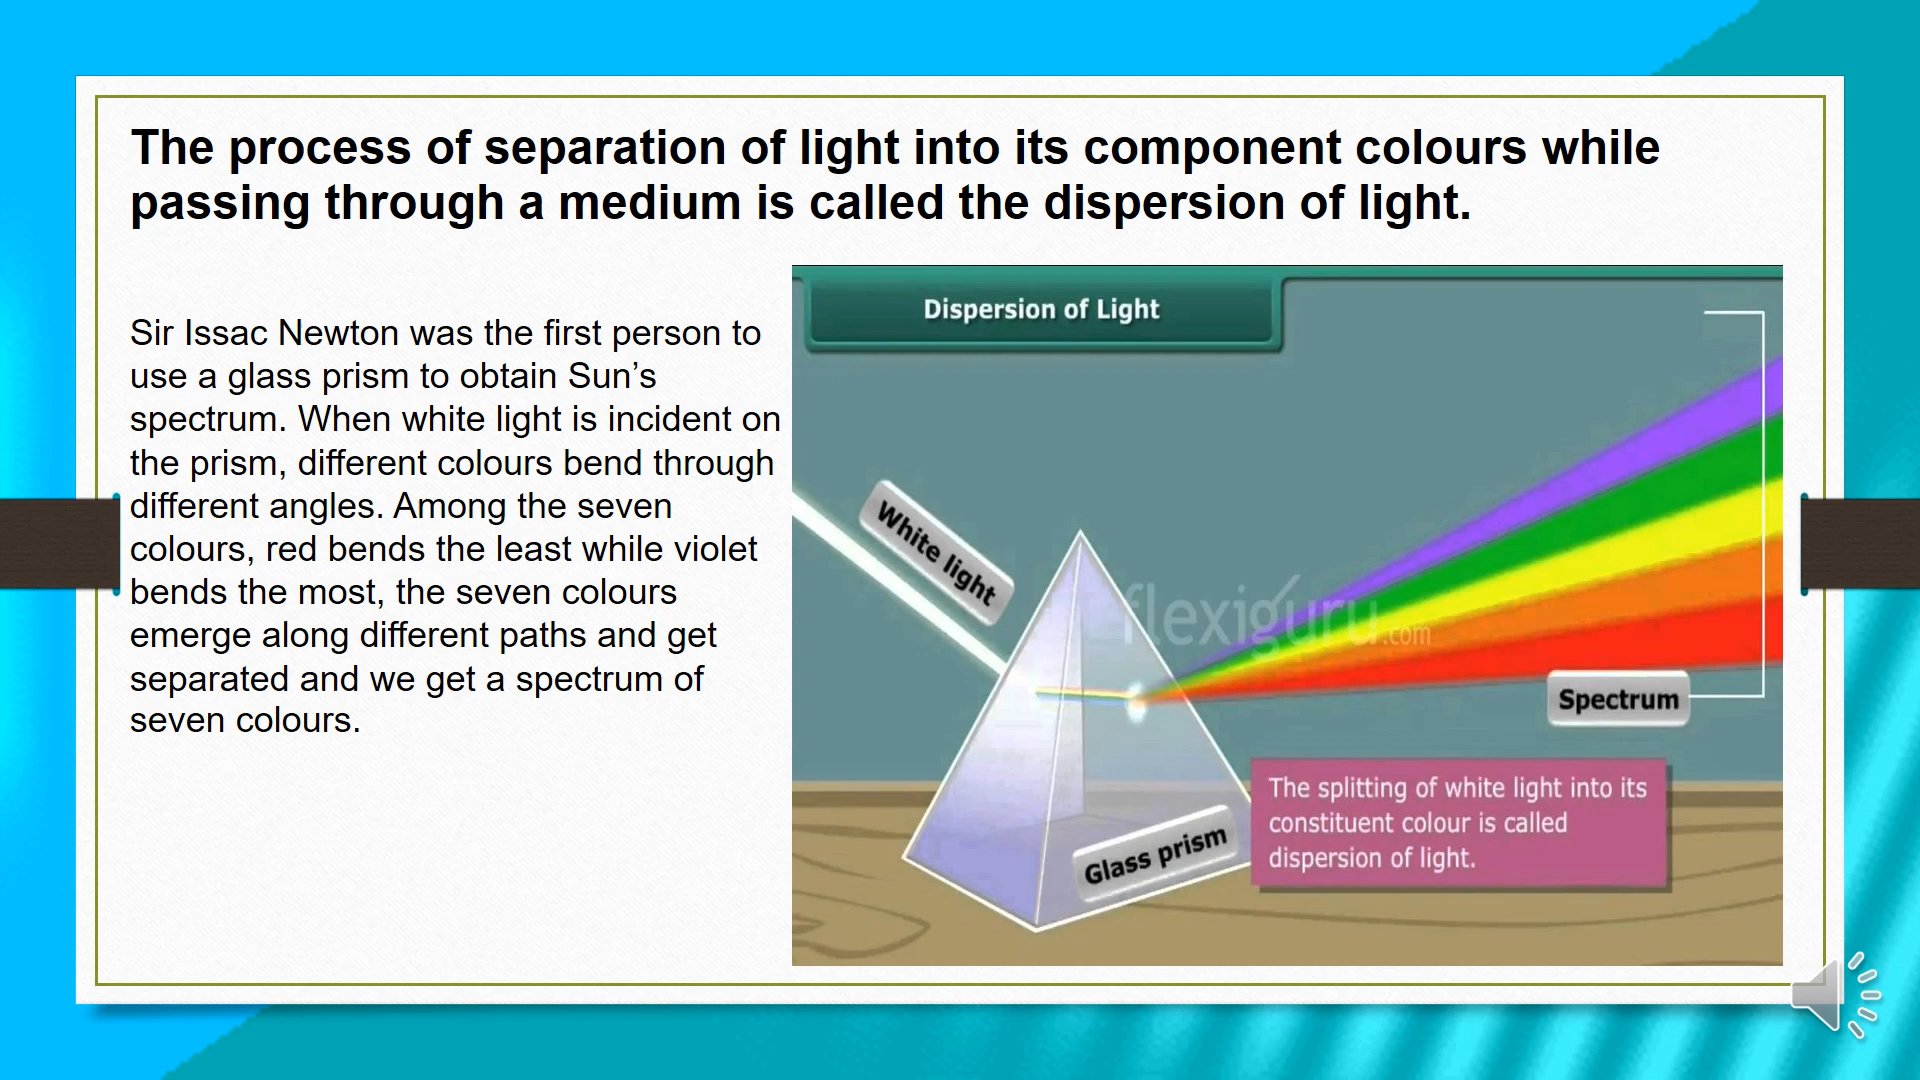 The process of separation of light into its component colours while
passing through a medium is called the dispersion of light.
Sir Issac Newton was the first person to
use a glass prism to obtain Sun’s
spectrum. When white light is incident on
the prism, different colours bend through
different angles. Among the seven
colours, red bends the least while violet
bends the most, the seven colours
emerge along different paths and get
separated and we get a spectrum of
seven colours.
Dispersion of Light
White light
flexiguru.com
Spectrum
The splitting of white light into its
constituent colour is called
dispersion of light.
Glass prism